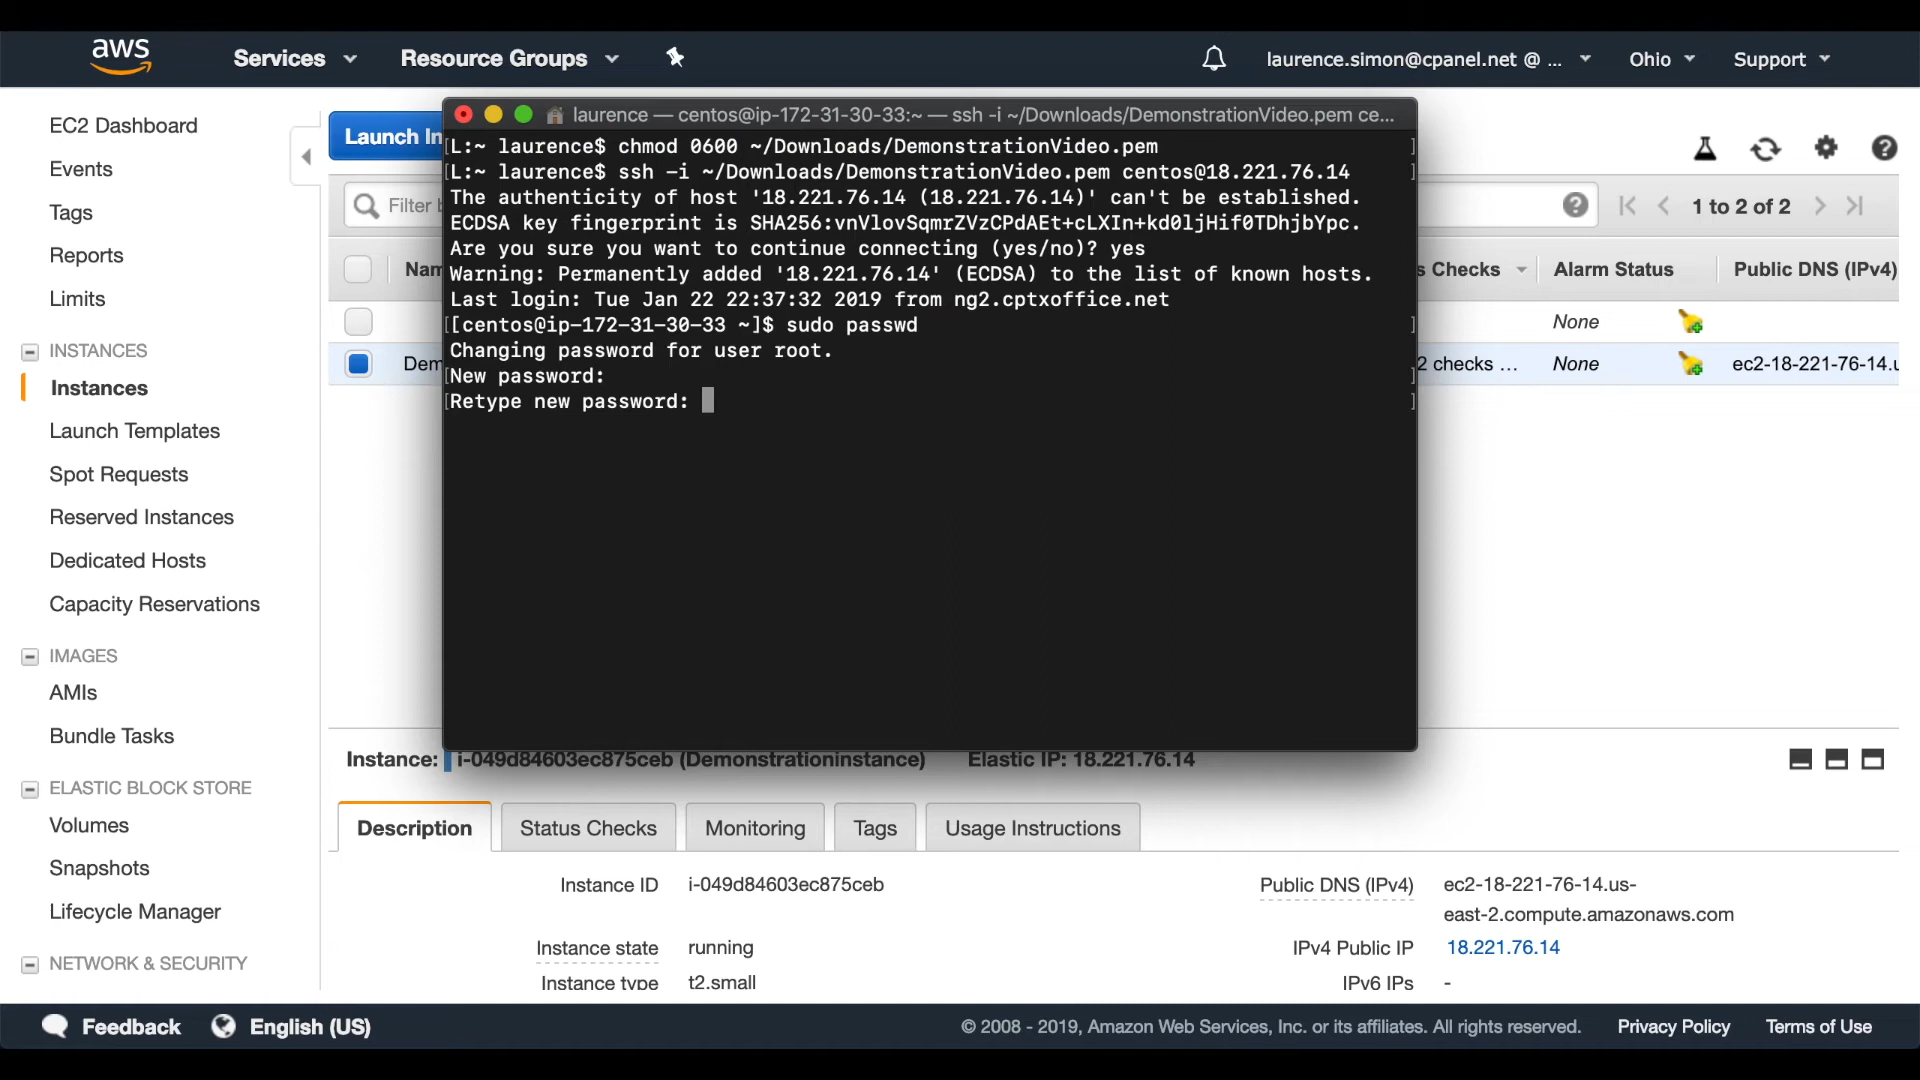 aws
Services
Resource Groups
laurence.simon@cpanel.net @ ...
Ohio
Support
EC2 Dashboard
Events
Tags
Reports
Limits
INSTANCES
Instances
Launch Templates
Spot Requests
Reserved Instances
Dedicated Hosts
Capacity Reservations
IMAGES
AMIs
Bundle Tasks
ELASTIC BLOCK STORE
Volumes
Snapshots
Lifecycle Manager
NETWORK & SECURITY
Launch In
Filter b
1 to 2 of 2
Nam
s Checks
Alarm Status
Public DNS (IPv4)
None
Dem
2 checks ...
None
ec2-18-221-76-14.u
laurence — centos@ip-172-31-30-33:~ — ssh -i ~/Downloads/DemonstrationVideo.pem ce...
[L:~ laurence$ chmod 0600 ~/Downloads/DemonstrationVideo.pem ]
[L:~ laurence$ ssh -i ~/Downloads/DemonstrationVideo.pem centos@18.221.76.14 ]
The authenticity of host '18.221.76.14 (18.221.76.14)' can't be established.
ECDSA key fingerprint is SHA256:vnVlovSqmrZVzCPdAEt+cLXIn+kd0ljHif0TDhjbYpc.
Are you sure you want to continue connecting (yes/no)? yes
Warning: Permanently added '18.221.76.14' (ECDSA) to the list of known hosts.
Last login: Tue Jan 22 22:37:32 2019 from ng2.cptxoffice.net
[[centos@ip-172-31-30-33 ~]$ sudo passwd ]
Changing password for user root.
[New password: ]
[Retype new password: ]
Instance: i-049d84603ec875ceb (Demonstrationinstance) Elastic IP: 18.221.76.14
Description
Status Checks
Monitoring
Tags
Usage Instructions
Instance ID i-049d84603ec875ceb
Instance state running
Instance type t2.small
Public DNS (IPv4) ec2-18-221-76-14.us-
east-2.compute.amazonaws.com
IPv4 Public IP 18.221.76.14
IPv6 IPs -
Feedback
English (US)
© 2008 - 2019, Amazon Web Services, Inc. or its affiliates. All rights reserved.
Privacy Policy
Terms of Use